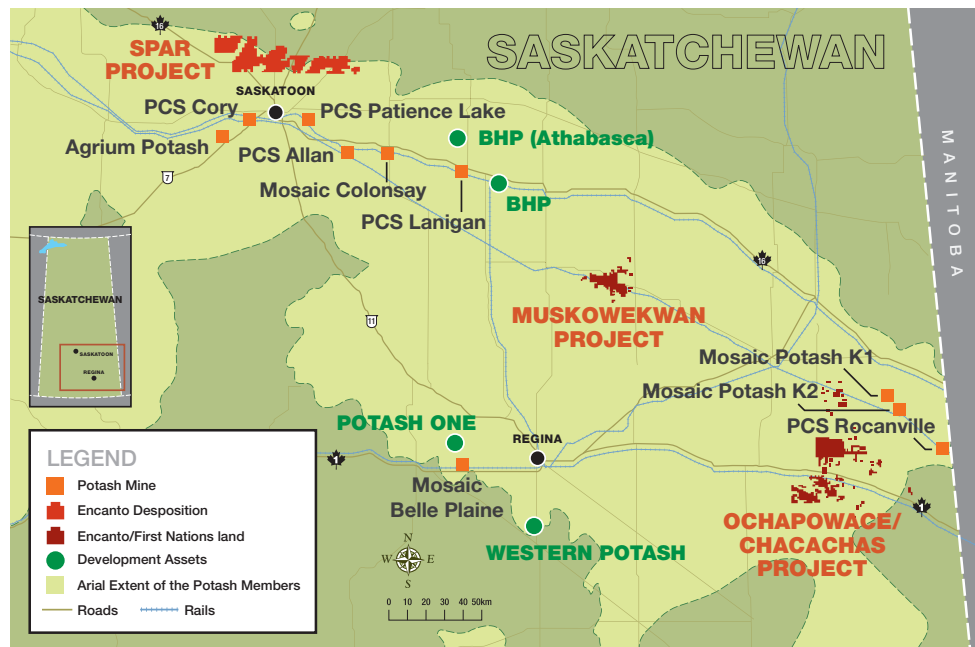 SASKATCHEWAN
16
SPAR
PROJECT
SASKATOON
PCS Cory
PCS Patience Lake
Agrium Potash
PCS Allan
BHP (Athabasca)
Mosaic Colonsay
7
PCS Lanigan
BHP
MANITOBA
SASKATCHEWAN
SASKATOON
REGINA
16
11
MUSKOWEKWAN
PROJECT
Mosaic Potash K1
Mosaic Potash K2
PCS Rocanville
POTASH ONE
REGINA
1
Mosaic
Belle Plaine
1
WESTERN POTASH
OCHAPOWACE/
CHACACHAS
PROJECT
N
W E
S
0 10 20 30 40 50km
LEGEND
Potash Mine
Encanto Desposition
Encanto/First Nations land
Development Assets
Arial Extent of the Potash Members
Roads Rails